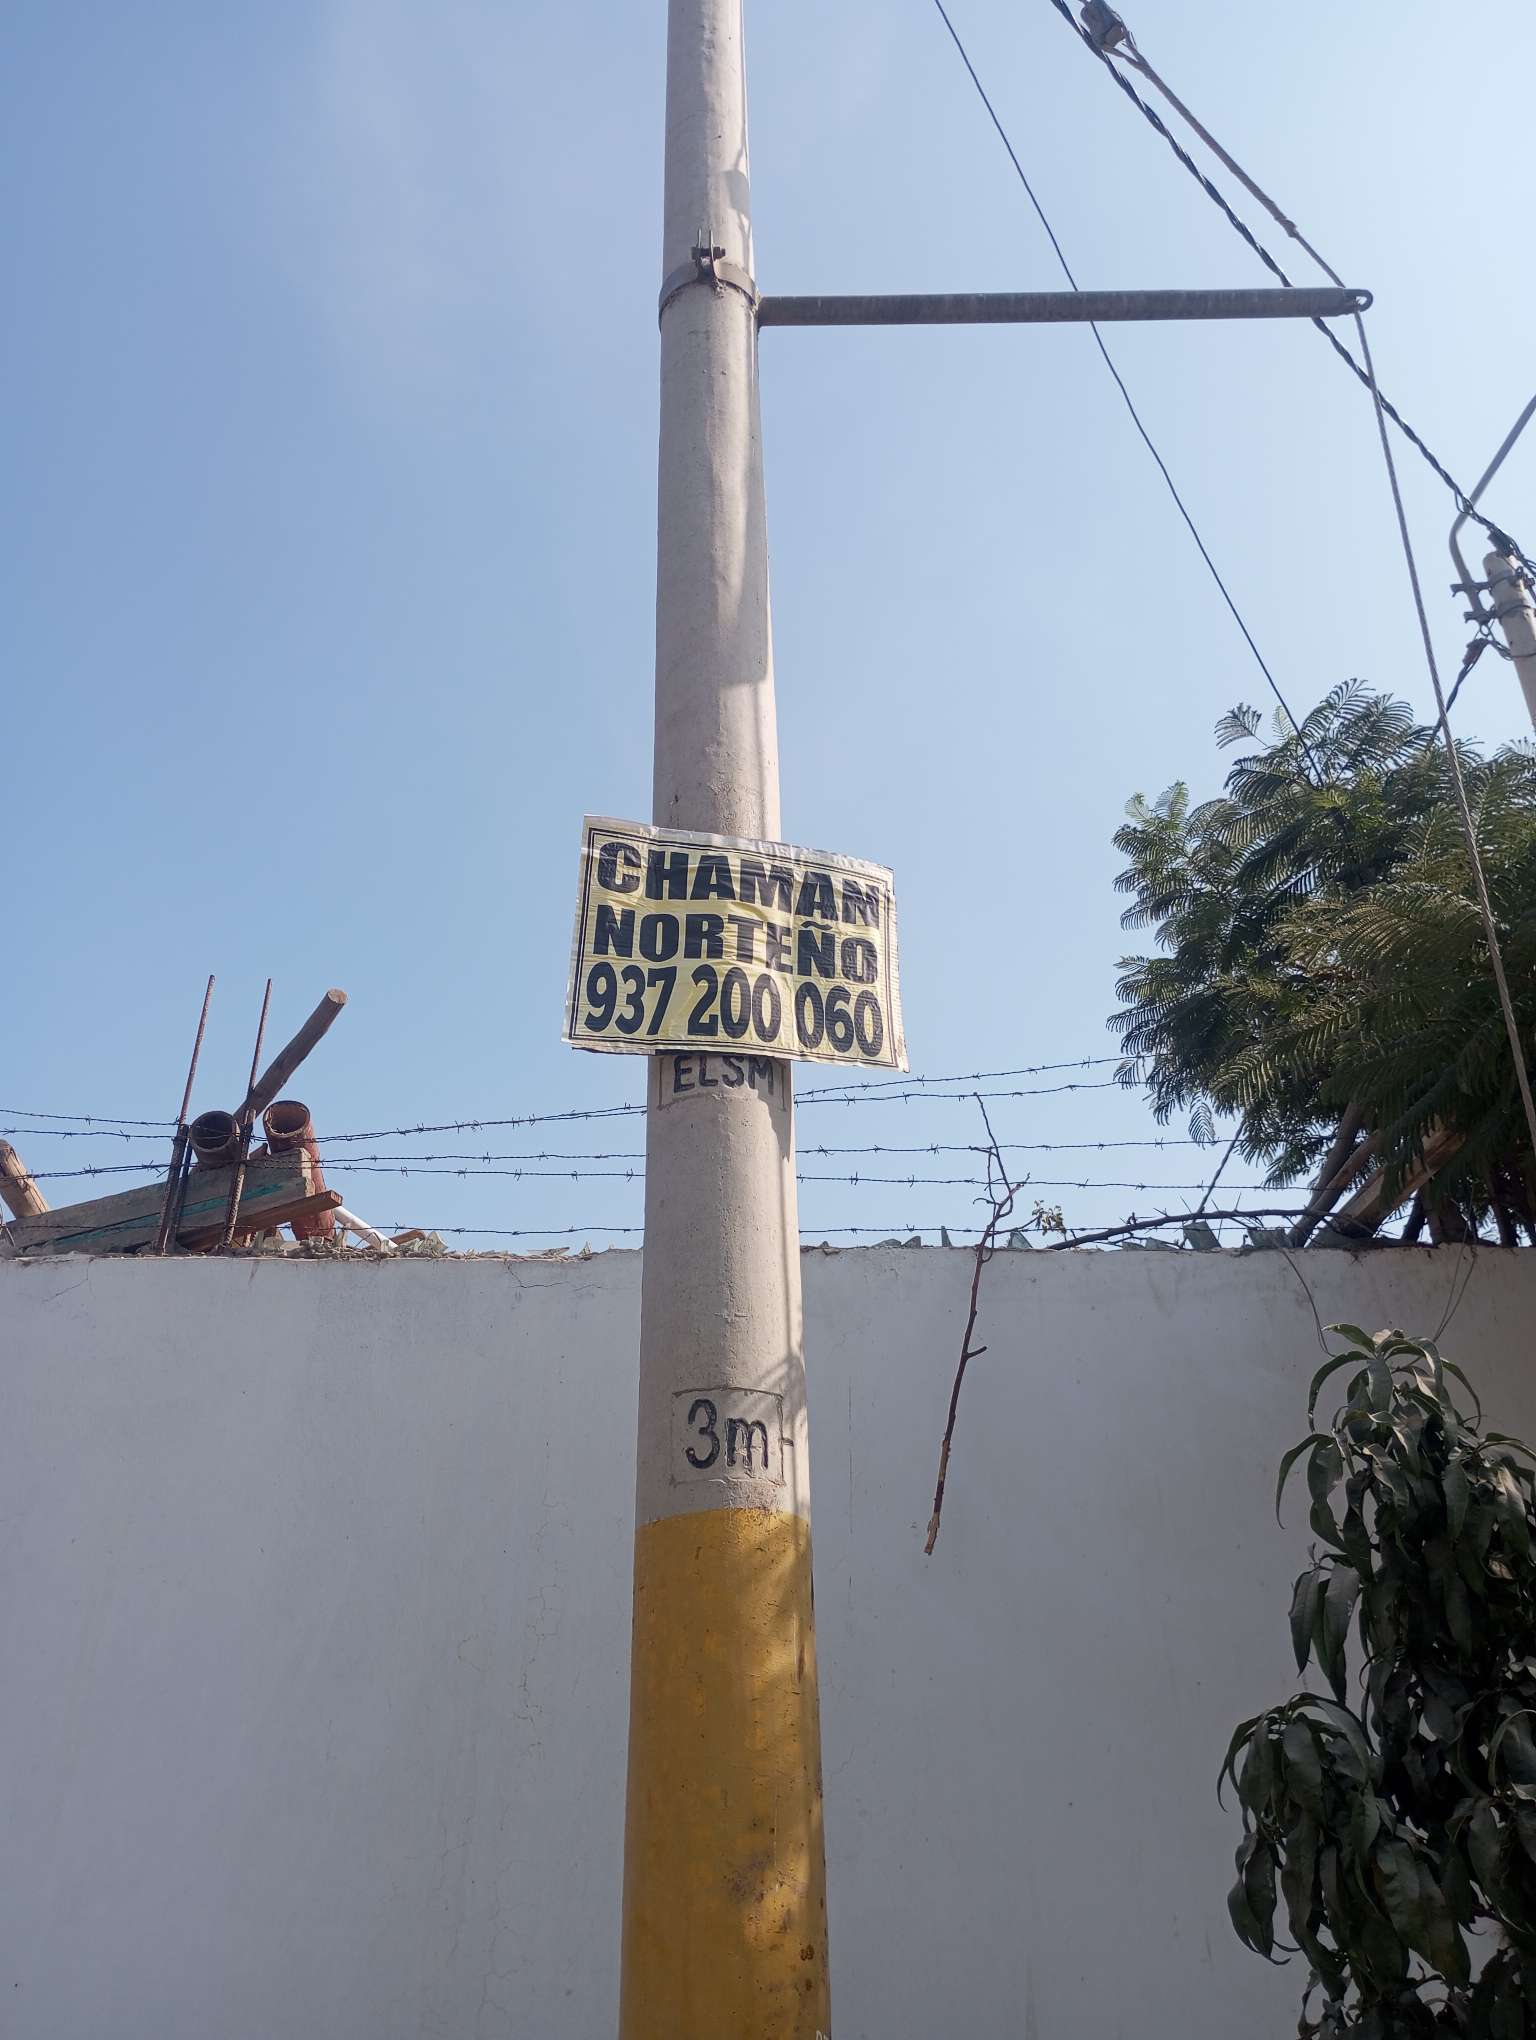 CHAMAN
NORTEÑO
937 200 060
ELSM
3m